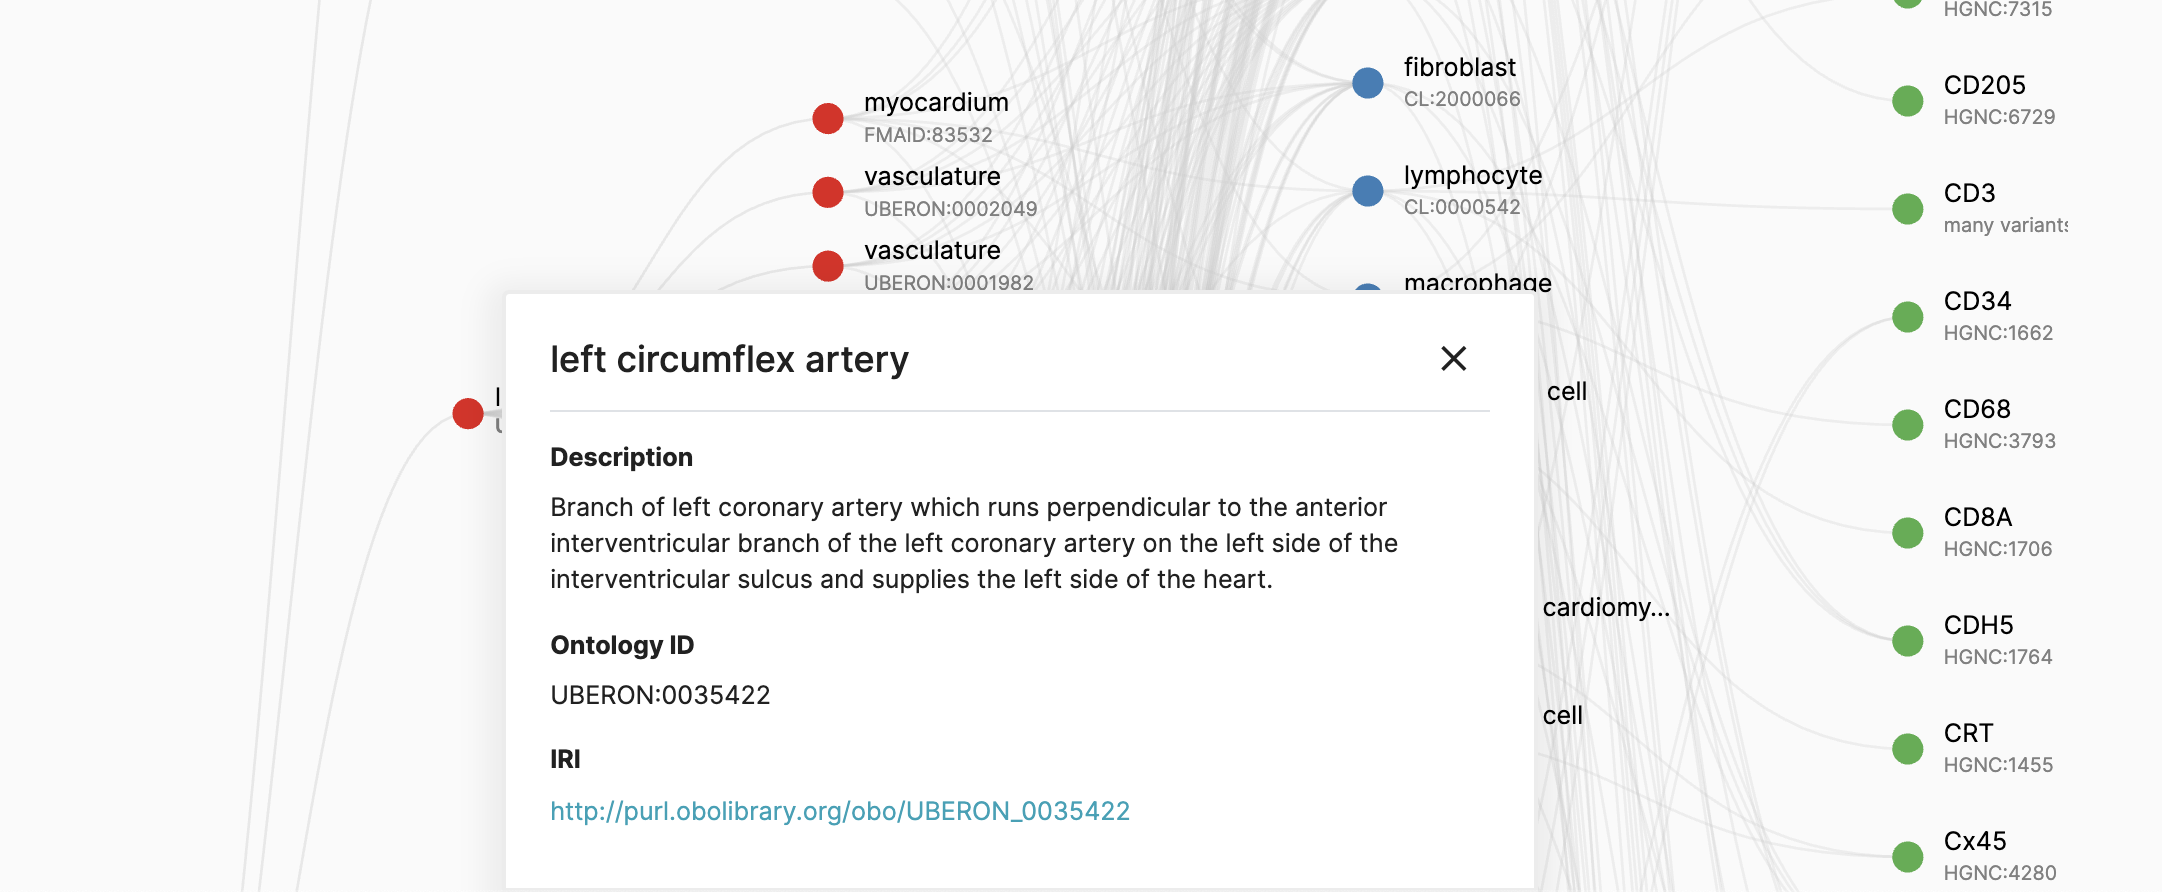 myocardium
FMAID:83532
vasculature
UBERON:0002049
vasculature
UBERON:0001982
fibroblast
CL:2000066
lymphocyte
CL:0000542
macrophage
cell
cardiomy...
cell
HGNC:7315
CD205
HGNC:6729
CD3
many variants
CD34
HGNC:1662
CD68
HGNC:3793
CD8A
HGNC:1706
CDH5
HGNC:1764
CRT
HGNC:1455
Cx45
HGNC:4280
left circumflex artery
Description
Branch of left coronary artery which runs perpendicular to the anterior
interventricular branch of the left coronary artery on the left side of the
interventricular sulcus and supplies the left side of the heart.
Ontology ID
UBERON:0035422
IRI
http://purl.obolibrary.org/obo/UBERON_0035422